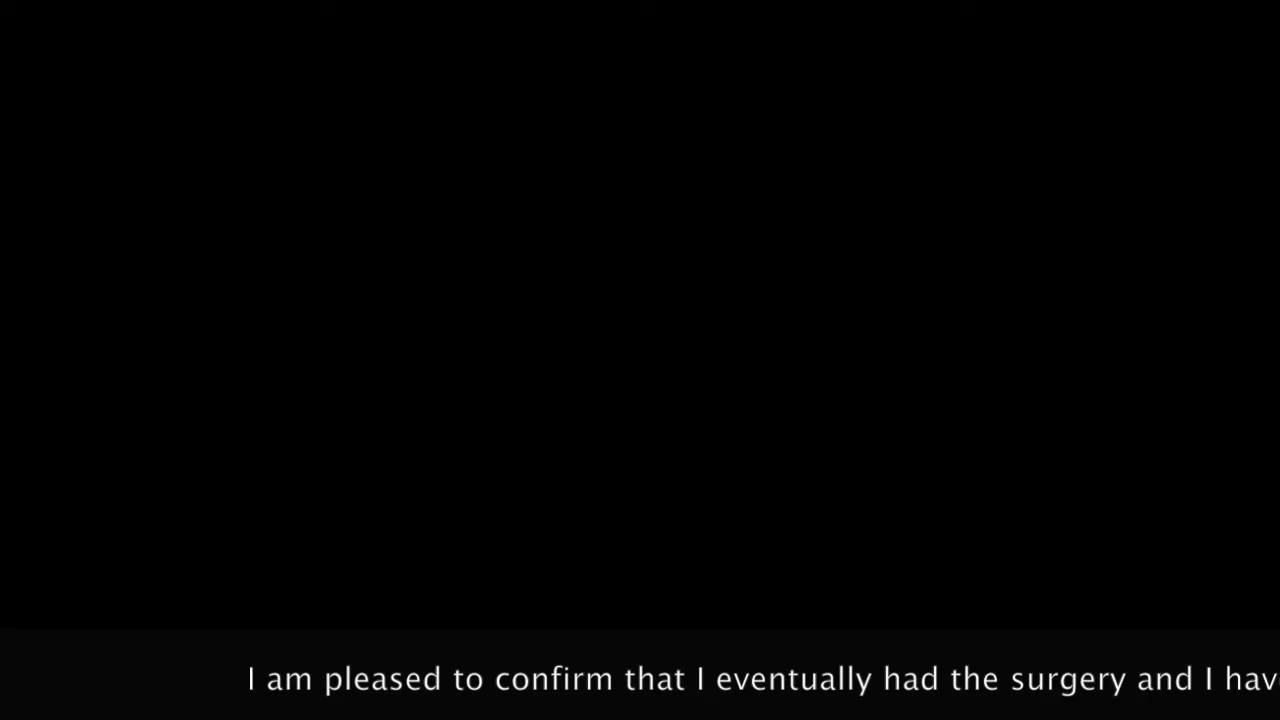 I am pleased to confirm that I eventually had the surgery and I hav